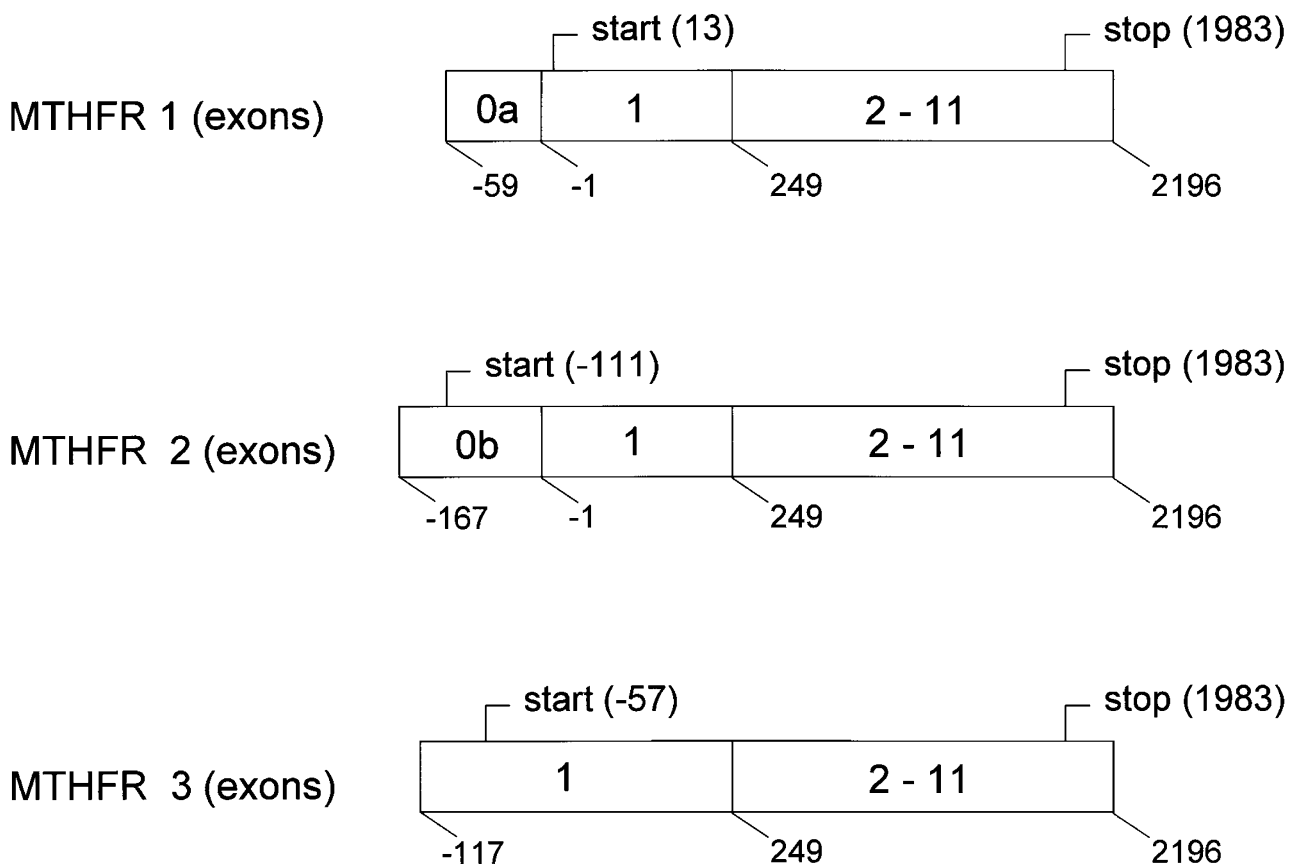 start (13) stop (1983)
MTHFR 1 (exons) 0a 1 2 - 11
-59 -1 249 2196
start (-111) stop (1983)
MTHFR 2 (exons) 0b 1 2 - 11
-167 -1 249 2196
start (-57) stop (1983)
MTHFR 3 (exons) 1 2 - 11
-117 249 2196